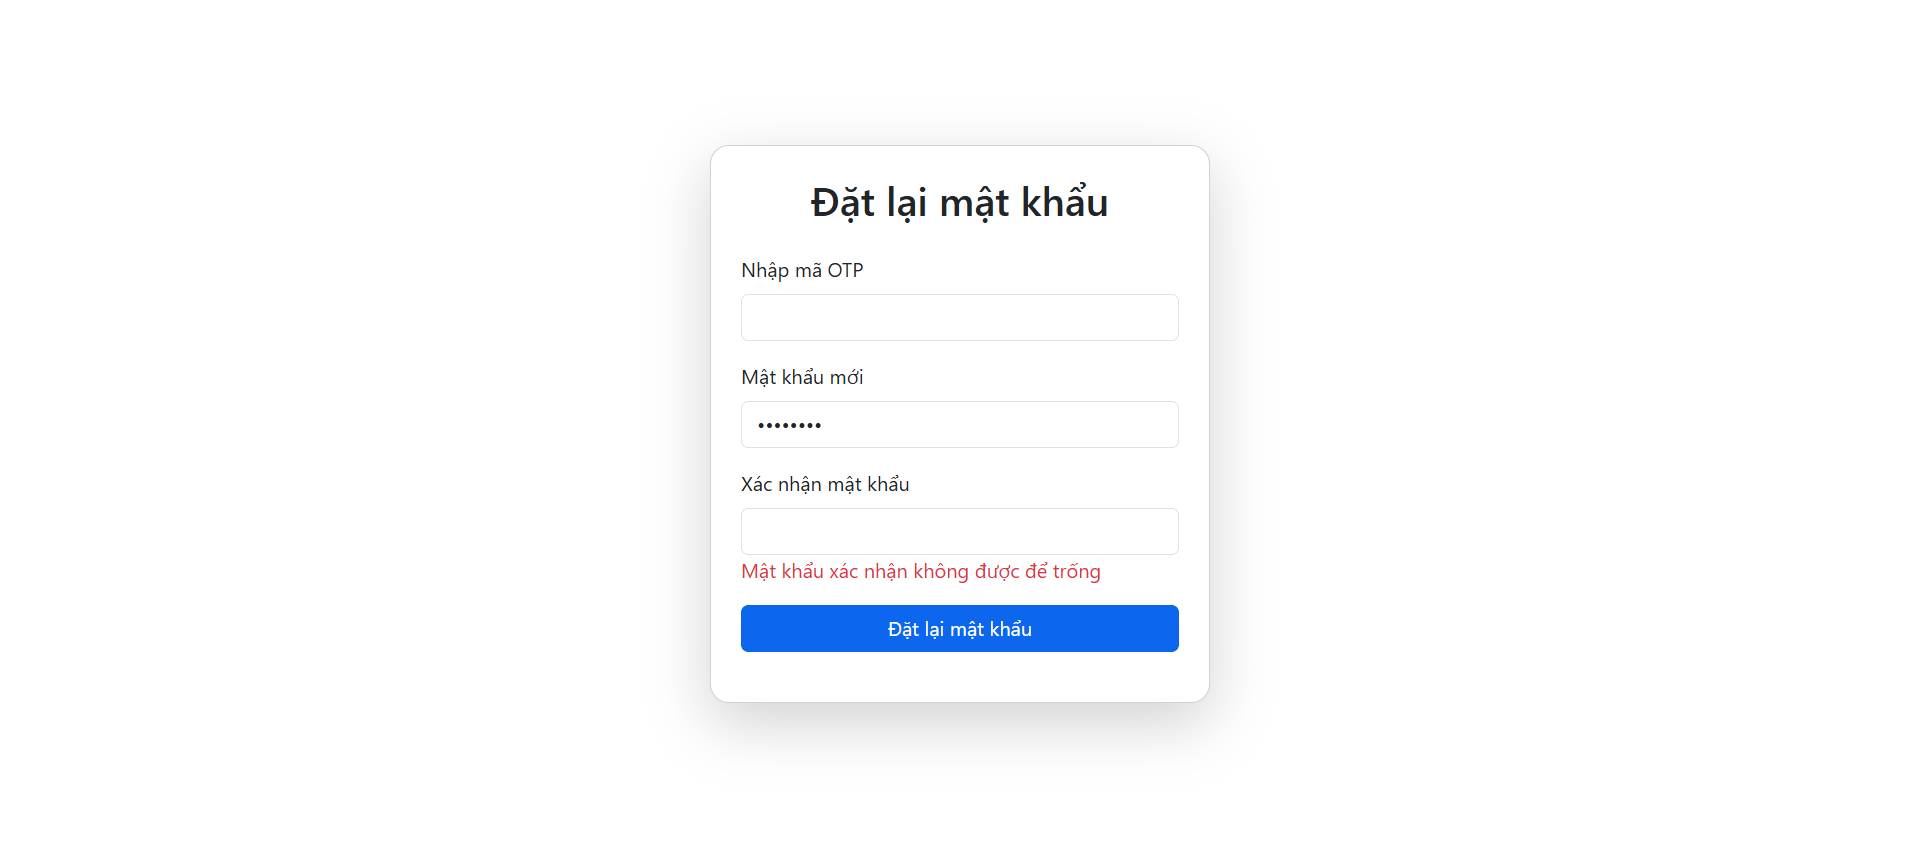 Đặt lại mật khẩu
Nhập mã OTP
Mật khẩu mới
••••••••
Xác nhận mật khẩu
Mật khẩu xác nhận không được để trống
Đặt lại mật khẩu